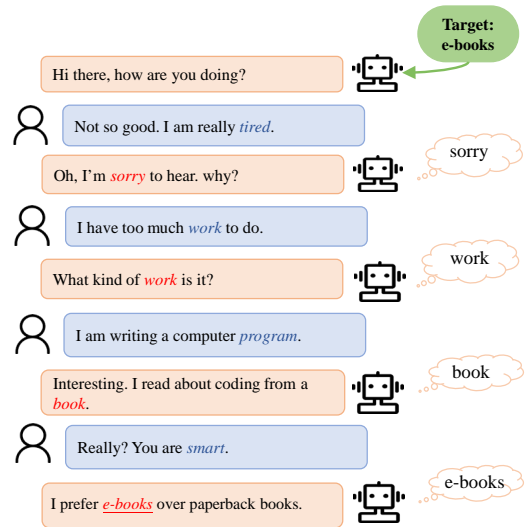 Target:
e-books
Hi there, how are you doing?
Not so good. I am really tired.
sorry
Oh, I'm sorry to hear. why?
I have too much work to do.
work
What kind of work is it?
I am writing a computer program.
book
Interesting. I read about coding from a
book.
Really? You are smart.
e-books
I prefer e-books over paperback books.